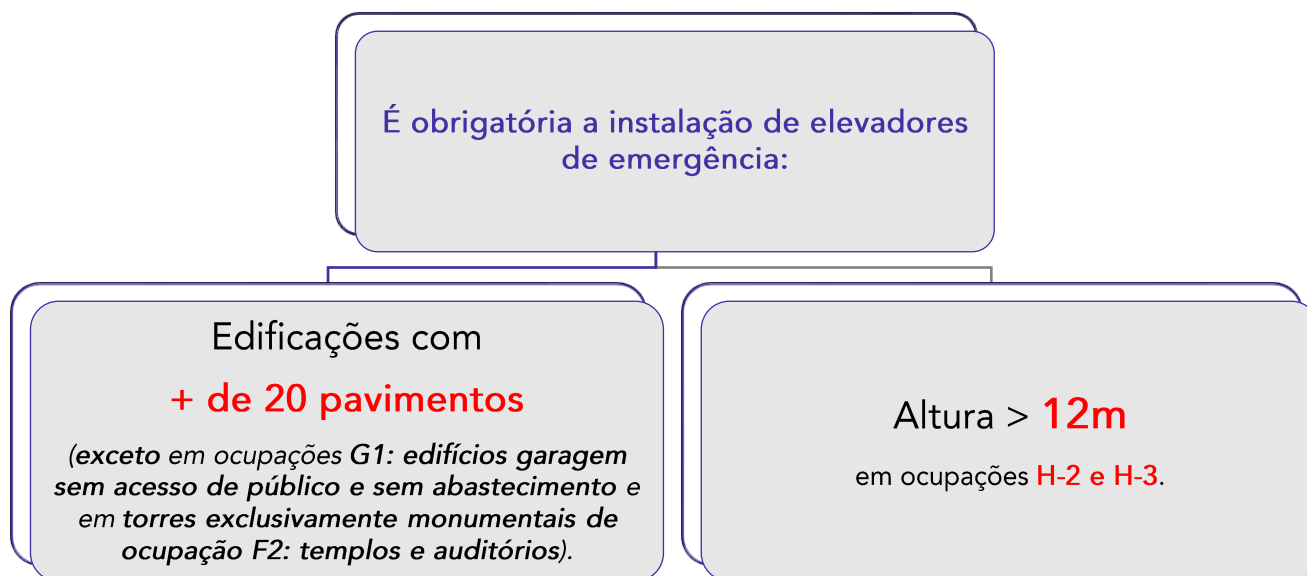 É obrigatória a instalação de elevadores
de emergência:
Edificações com
+ de 20 pavimentos
(exceto em ocupações G1: edifícios garagem
sem acesso de público e sem abastecimento e
em torres exclusivamente monumentais de
ocupação F2: templos e auditórios).
Altura > 12m
em ocupações H-2 e H-3.